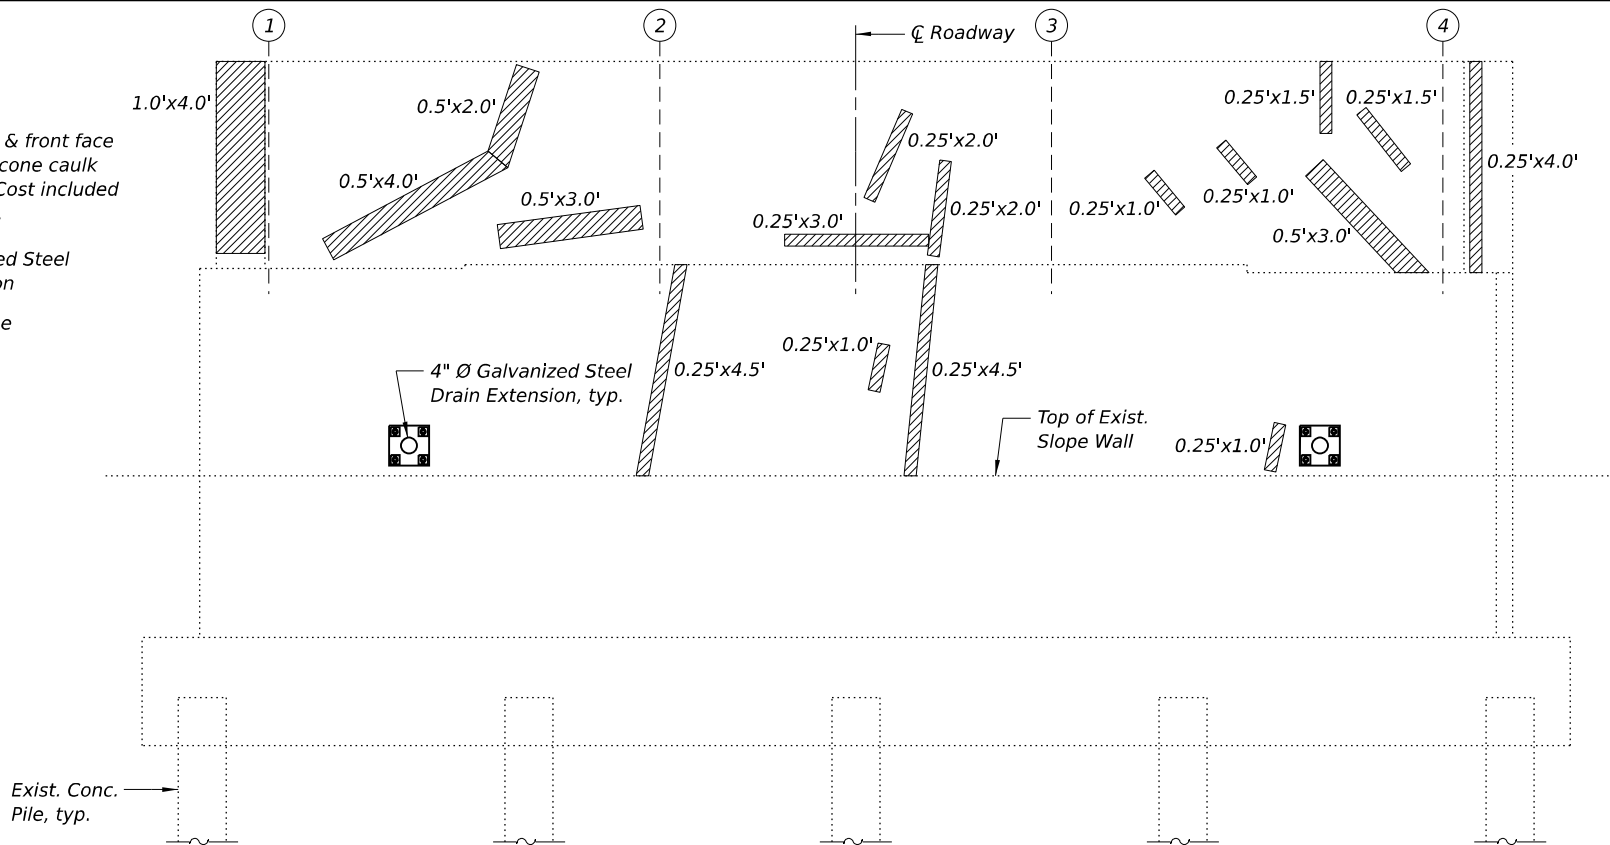 1
2
3
4
℄ Roadway
1.0'x4.0'
0.5'x2.0'
0.25'x1.5'
0.25'x1.5'
& front face
cone caulk
Cost included
0.5'x4.0'
0.5'x3.0'
0.25'x2.0'
0.25'x3.0'
0.25'x2.0'
0.25'x1.0'
0.25'x1.0'
0.5'x3.0'
0.25'x4.0'
ed Steel
on
e
0.25'x4.5'
0.25'x1.0'
0.25'x4.5'
4" Ø Galvanized Steel
Drain Extension, typ.
Top of Exist.
Slope Wall
0.25'x1.0'
Exist. Conc.
Pile, typ.